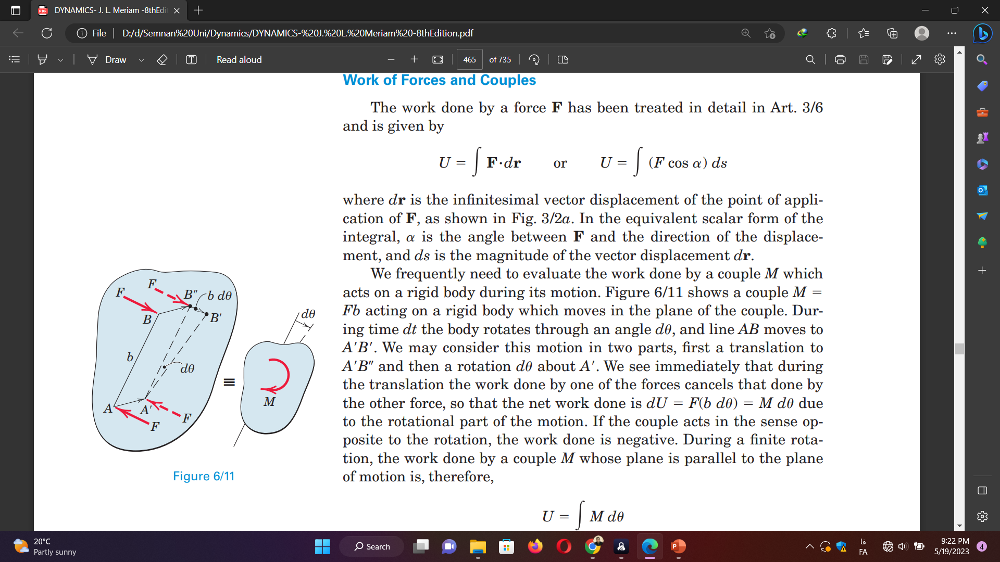 DYNAMICS- J. L. Meriam -8thEdi
File
D:/d/Semnan%20Uni/Dynamics/DYNAMICS-%20J.%20L.%20Meriam%20-8thEdition.pdf
Draw
Read aloud
465 of 735
Work of Forces and Couples
The work done by a force F has been treated in detail in Art. 3/6
and is given by
U = ∫ F·dr or U = ∫ (F cos α) ds
where dr is the infinitesimal vector displacement of the point of appli-
cation of F, as shown in Fig. 3/2a. In the equivalent scalar form of the
integral, α is the angle between F and the direction of the displace-
ment, and ds is the magnitude of the vector displacement dr.
We frequently need to evaluate the work done by a couple M which
acts on a rigid body during its motion. Figure 6/11 shows a couple M =
Fb acting on a rigid body which moves in the plane of the couple. Dur-
ing time dt the body rotates through an angle dθ, and line AB moves to
A′B′. We may consider this motion in two parts, first a translation to
A′B″ and then a rotation dθ about A′. We see immediately that during
the translation the work done by one of the forces cancels that done by
the other force, so that the net work done is dU = F(b dθ) = M dθ due
to the rotational part of the motion. If the couple acts in the sense op-
posite to the rotation, the work done is negative. During a finite rota-
tion, the work done by a couple M whose plane is parallel to the plane
of motion is, therefore,
U = ∫ M dθ
F
F
B″
b dθ
B
B′
b
dθ
A
A′
F
F
≡
dθ
M
Figure 6/11
20°C
Partly sunny
Search
فا
FA
9:22 PM
5/19/2023
4